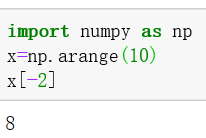 import numpy as np
x=np.arange(10)
x[-2]
8